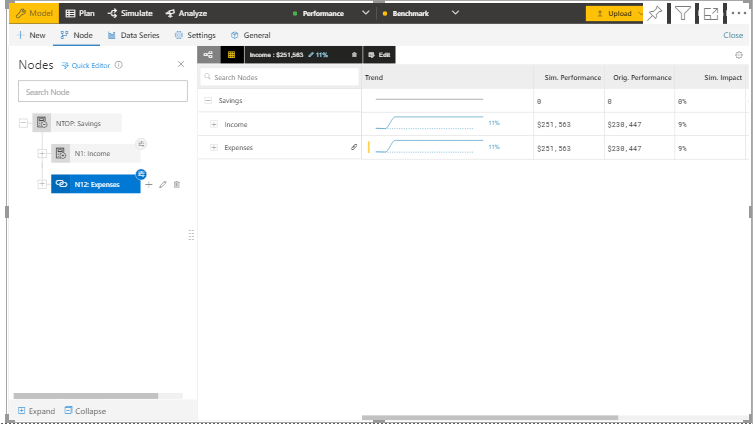 Model Plan Simulate Analyze Performance Benchmark Upload
New Node Data Series Settings General Close
Nodes Quick Editor
Search Node
NTOP: Savings
N1: Income
N12: Expenses
Expand Collapse
Income : $251,563 11% Edit
Search Nodes Trend Sim. Performance Orig. Performance Sim. Impact
Savings 0 0 0%
Income 11% $251,563 $230,447 9%
Expenses 11% $251,563 $230,447 9%